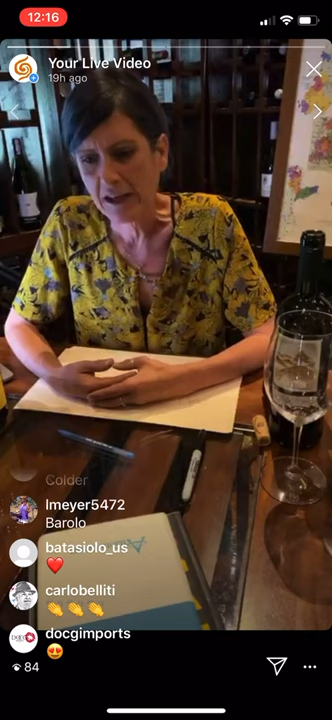 12:16
Your Live Video
19h ago
Colder
lmeyer5472
Barolo
batasiolo_us
❤️
carlobelliti
👏👏👏
docgimports
😍
84